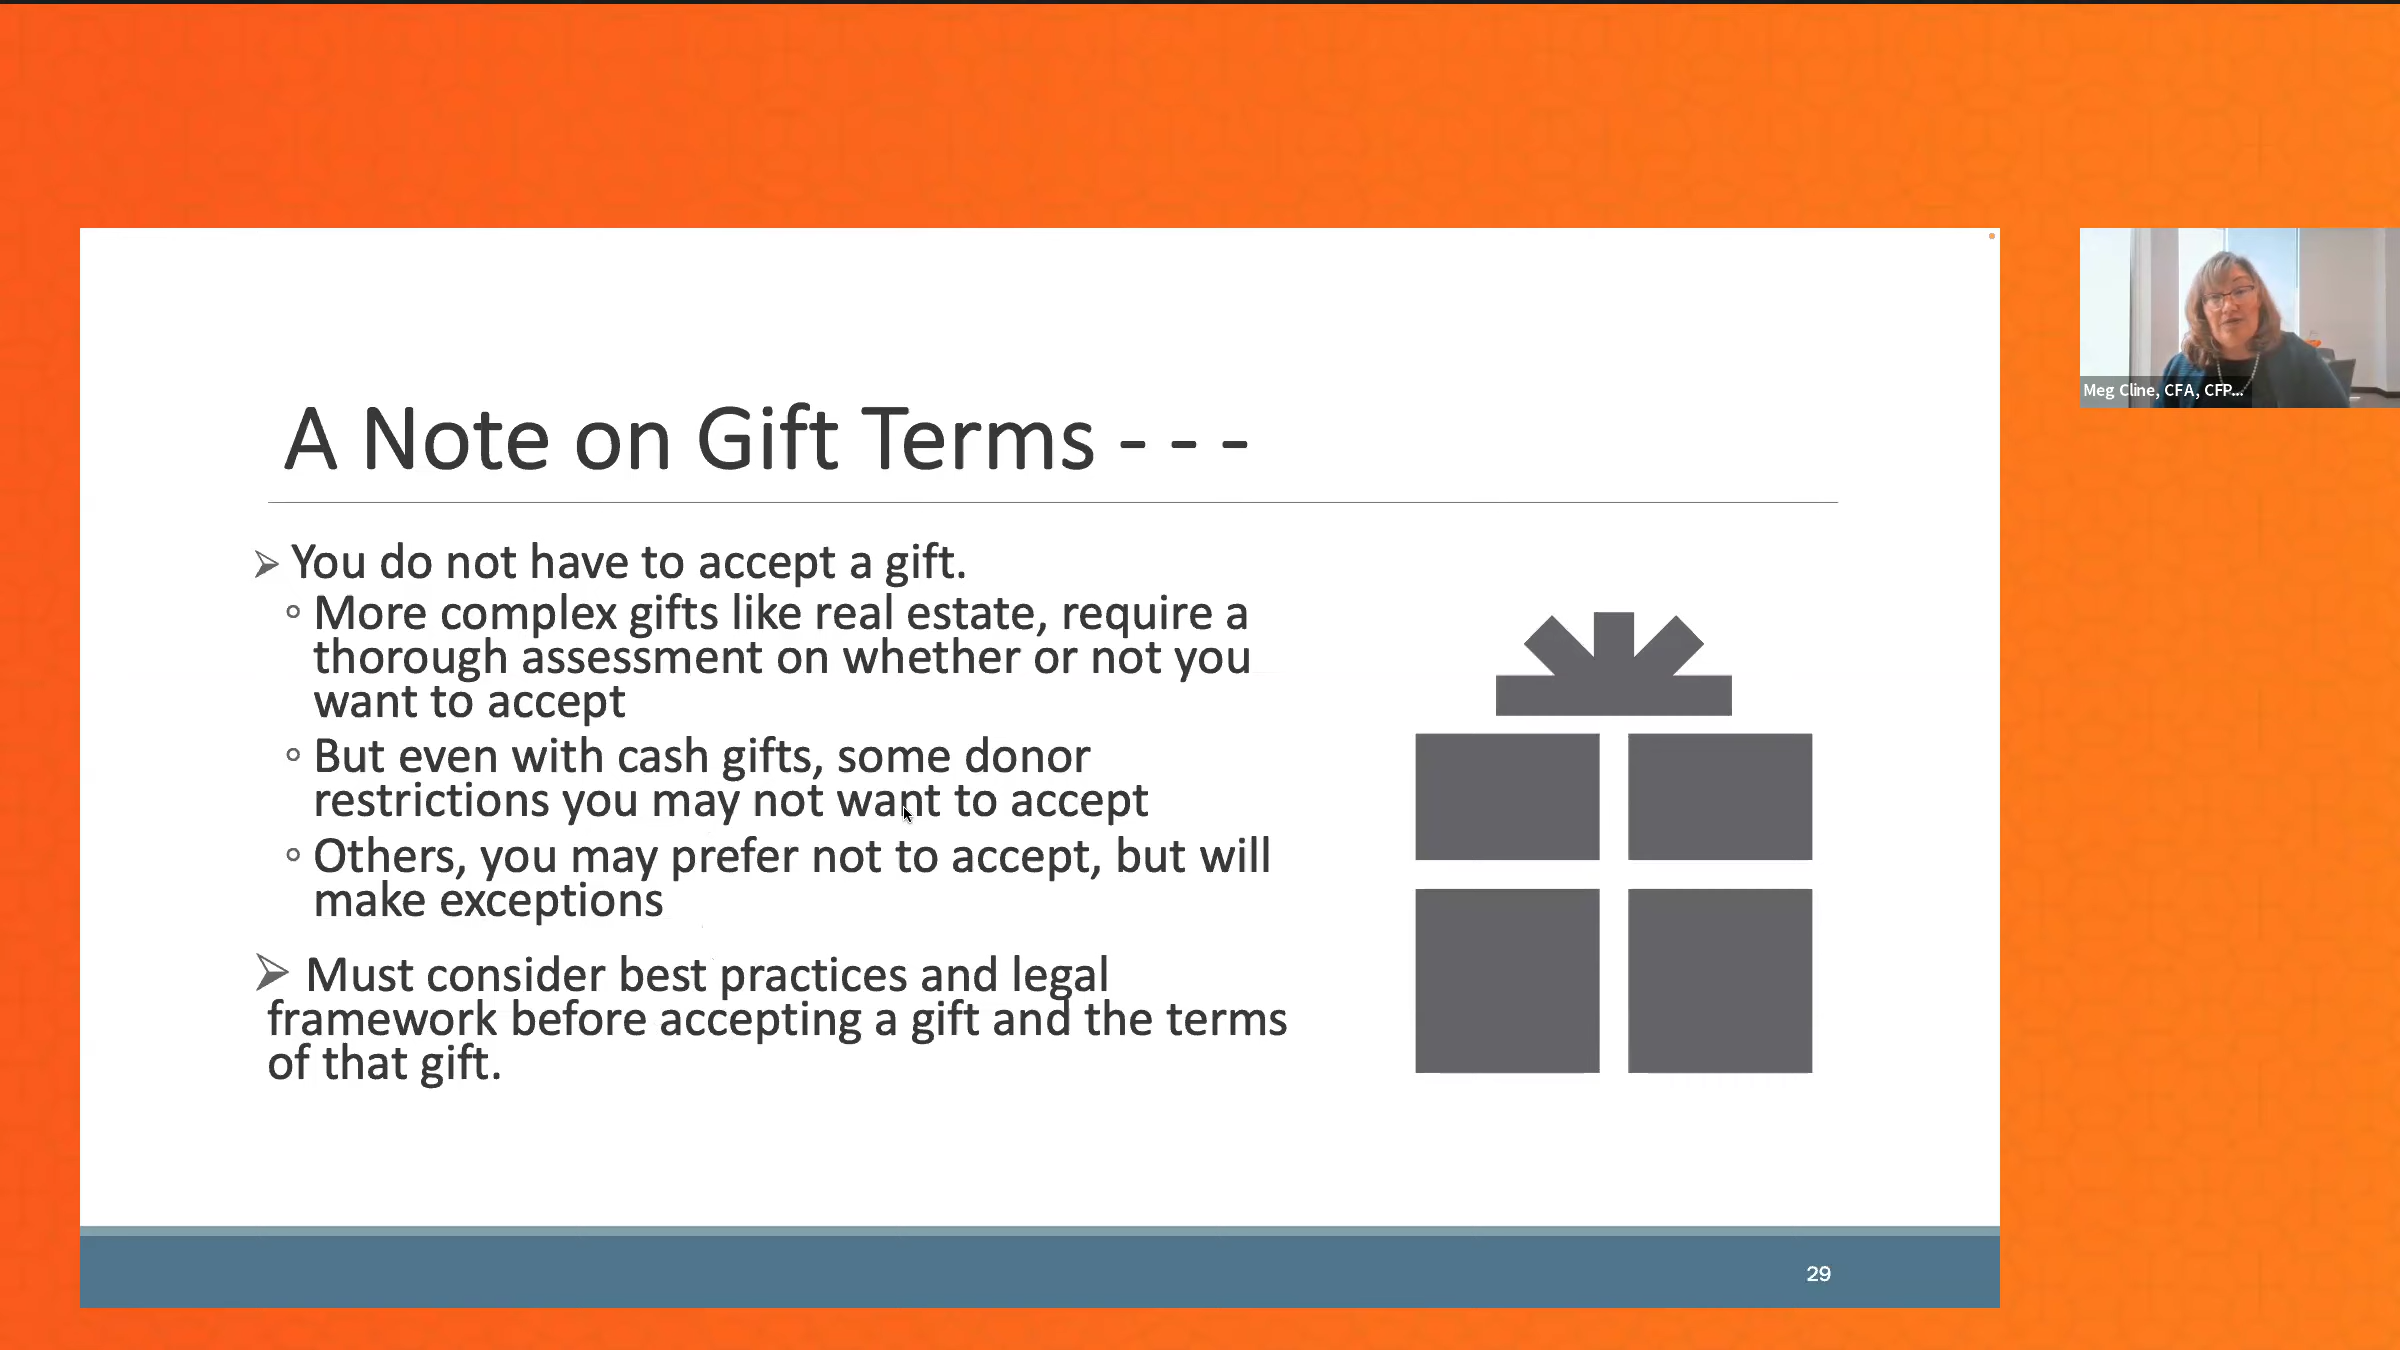 A Note on Gift Terms - - -
➢ You do not have to accept a gift.
◦ More complex gifts like real estate, require a
thorough assessment on whether or not you
want to accept
◦ But even with cash gifts, some donor
restrictions you may not want to accept
◦ Others, you may prefer not to accept, but will
make exceptions
➢ Must consider best practices and legal
framework before accepting a gift and the terms
of that gift.
29
Meg Cline, CFA, CFP...